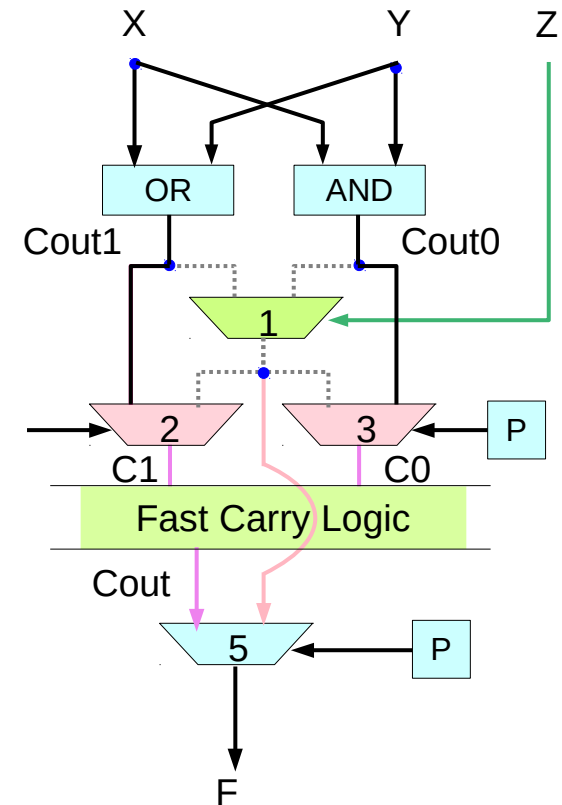 X Y Z
OR AND
Cout1 Cout0
1
2 3 P
C1 C0
Fast Carry Logic
Cout
5 P
F